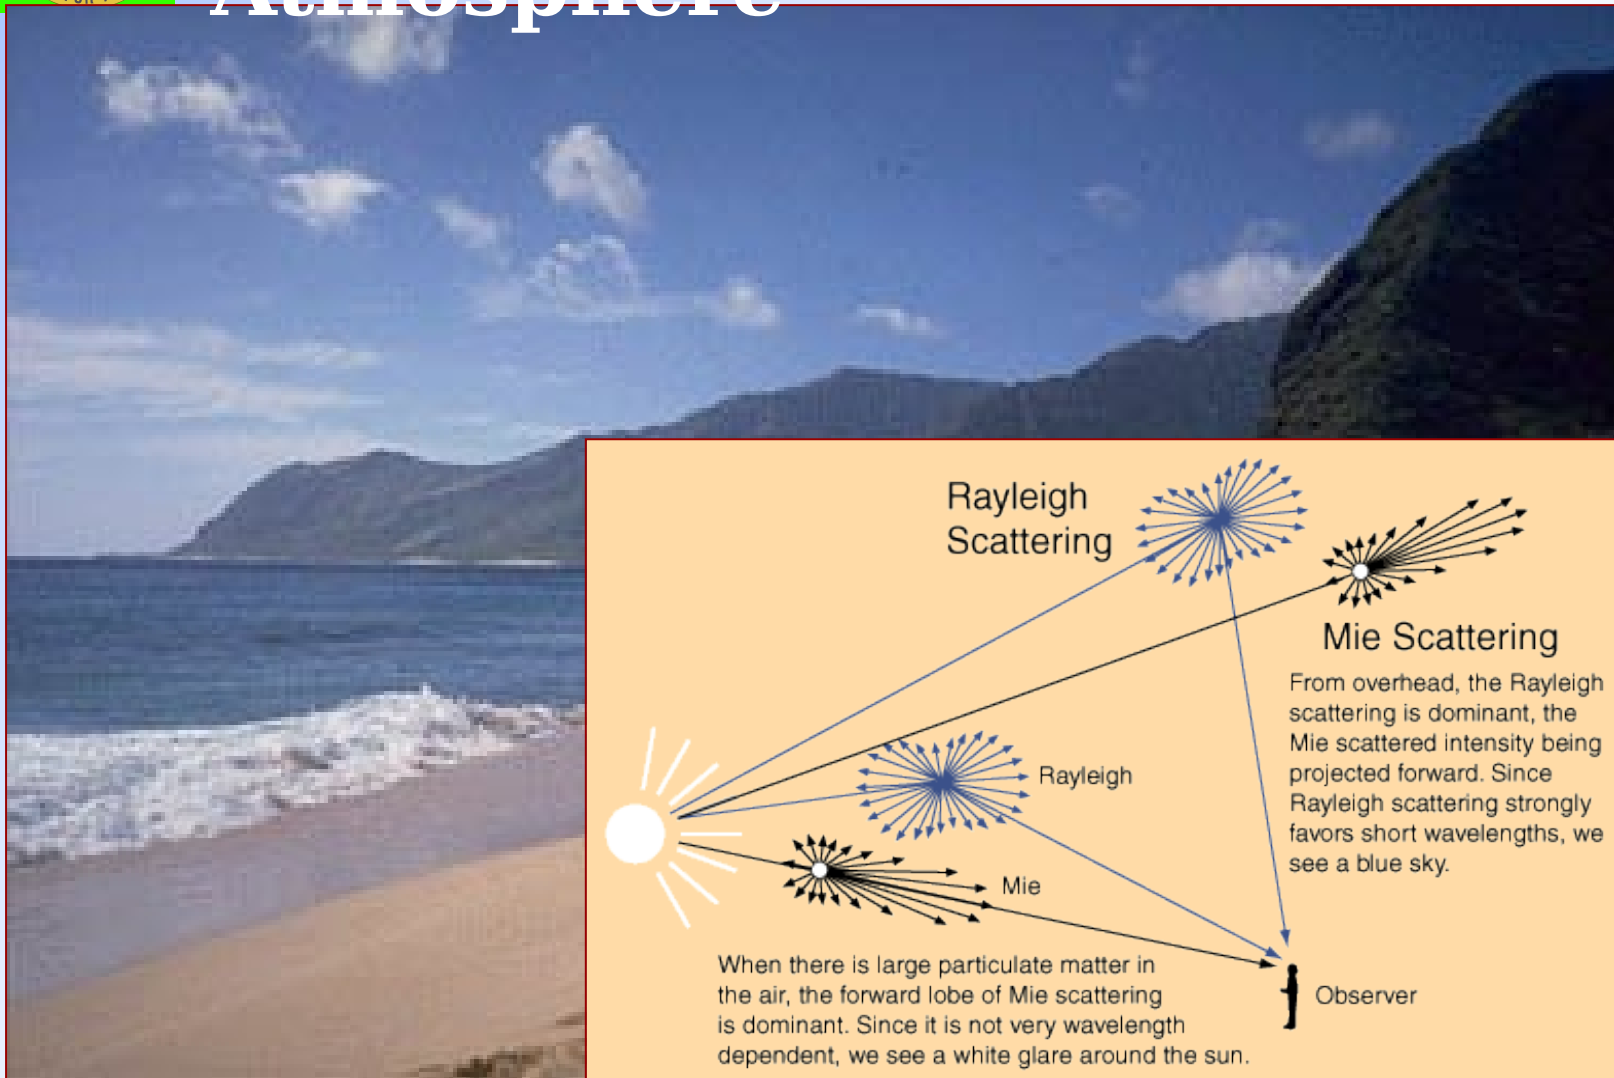 Atmosphere
Rayleigh
Scattering
Mie Scattering
From overhead, the Rayleigh
scattering is dominant, the
Mie scattered intensity being
projected forward. Since
Rayleigh scattering strongly
favors short wavelengths, we
see a blue sky.
Rayleigh
Mie
Observer
When there is large particulate matter in
the air, the forward lobe of Mie scattering
is dominant. Since it is not very wavelength
dependent, we see a white glare around the sun.